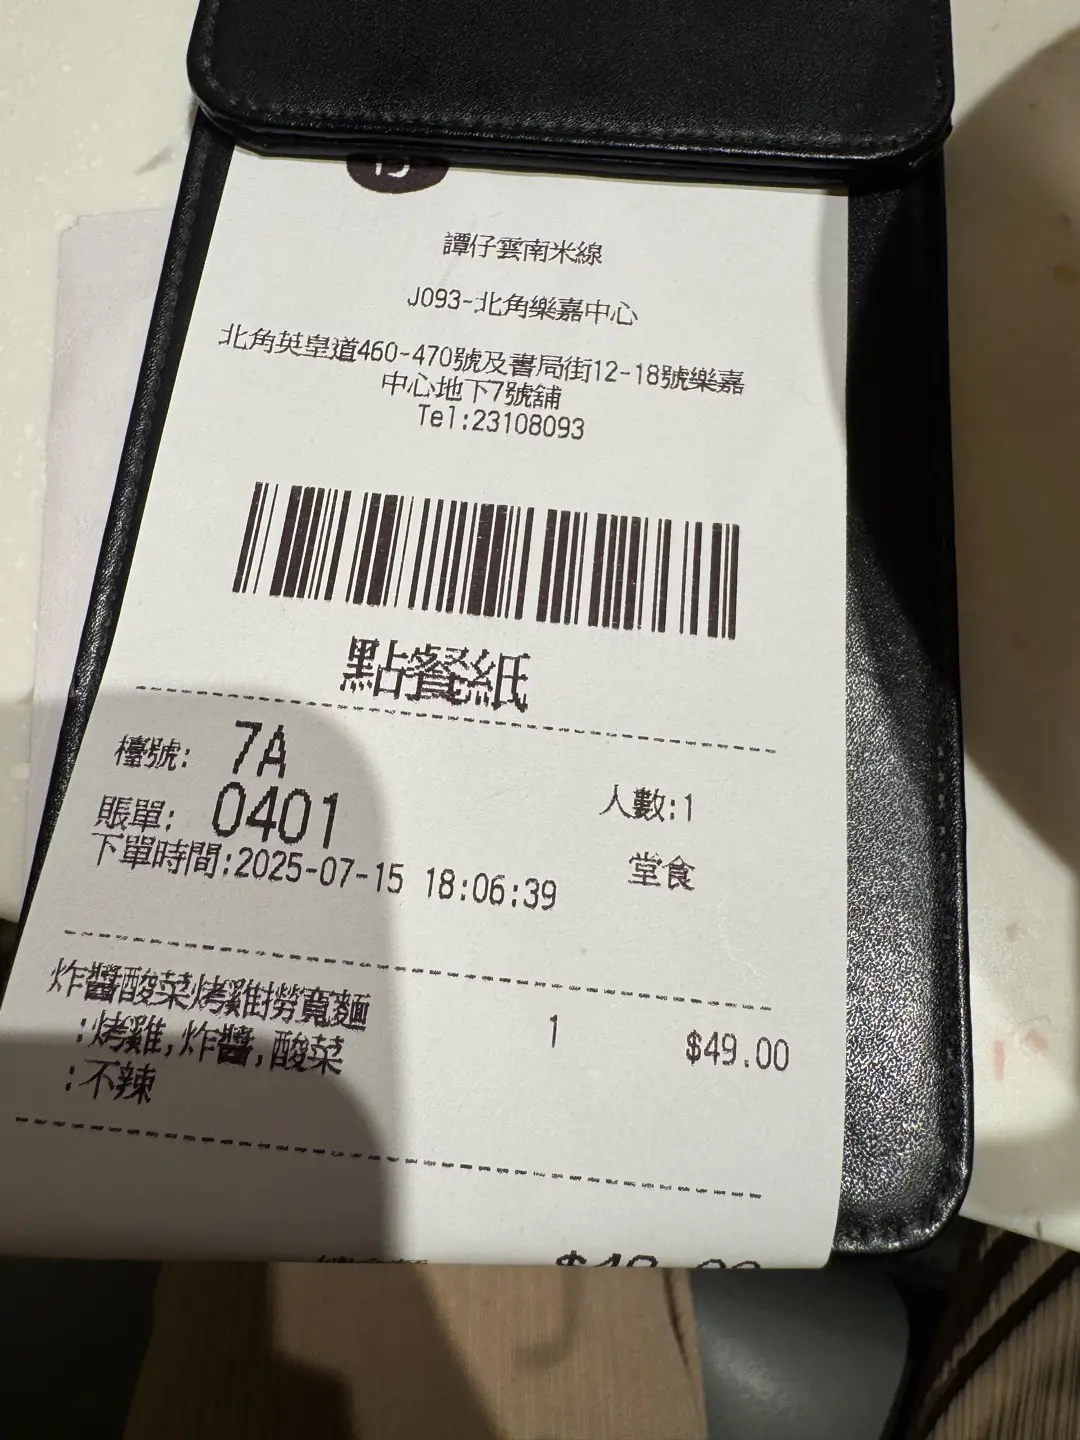 譚仔雲南米線
J093-北角樂嘉中心
北角英皇道460-470號及書局街12-18號樂嘉
中心地下7號舖
Tel:23108093
點餐紙
檯號: 7A
人數:1
賬單: 0401
堂食
下單時間:2025-07-15 18:06:39
炸醬酸菜烤雞撈寬麵 1 $49.00
:烤雞,炸醬,酸菜
:不辣